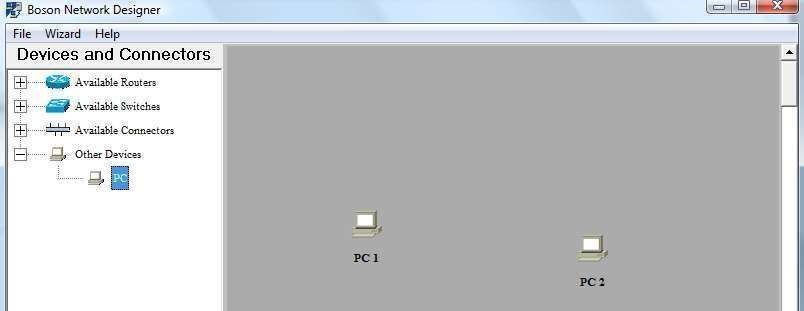 Boson Network Designer
File Wizard Help
Devices and Connectors
Available Routers
Available Switches
Available Connectors
Other Devices
PC
PC 1
PC 2